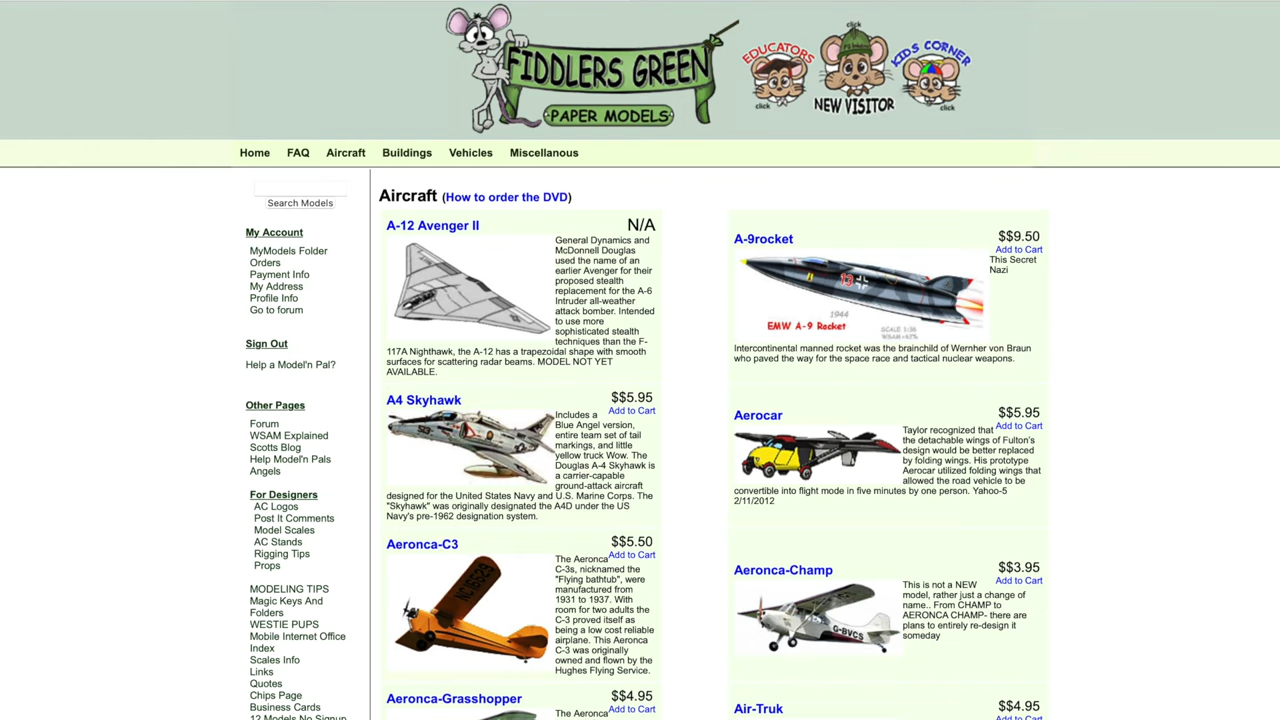 FIDDLERS GREEN
PAPER MODELS
EDUCATORS
click
click
NEW VISITOR
KIDS CORNER
click
Home FAQ Aircraft Buildings Vehicles Miscellanous
Search Models
My Account
MyModels Folder
Orders
Payment Info
My Address
Profile Info
Go to forum
Sign Out
Help a Model'n Pal?
Other Pages
Forum
WSAM Explained
Scotts Blog
Help Model'n Pals
Angels
For Designers
AC Logos
Post It Comments
Model Scales
AC Stands
Rigging Tips
Props
MODELING TIPS
Magic Keys And
Folders
WESTIE PUPS
Mobile Internet Office
Index
Scales Info
Links
Quotes
Chips Page
Business Cards
12 Models No Signup
Aircraft (How to order the DVD)
A-12 Avenger II
N/A
General Dynamics and
McDonnell Douglas
used the name of an
earlier Avenger for their
proposed stealth
replacement for the A-6
Intruder all-weather
attack bomber. Intended
to use more
sophisticated stealth
techniques than the F-
117A Nighthawk, the A-12 has a trapezoidal shape with smooth
surfaces for scattering radar beams. MODEL NOT YET
AVAILABLE.
A-9rocket
$$9.50
Add to Cart
This Secret
Nazi
13
1944
EMW A-9 Rocket
SCALE 1:36
Intercontinental manned rocket was the brainchild of Wernher von Braun
who paved the way for the space race and tactical nuclear weapons.
A4 Skyhawk
$$5.95
Add to Cart
Includes a
Blue Angel version,
entire team set of tail
markings, and little
yellow truck Wow. The
Douglas A-4 Skyhawk is
a carrier-capable
ground-attack aircraft
designed for the United States Navy and U.S. Marine Corps. The
"Skyhawk" was originally designated the A4D under the US
Navy's pre-1962 designation system.
Aerocar
$$5.95
Add to Cart
Taylor recognized that
the detachable wings of Fulton's
design would be better replaced
by folding wings. His prototype
Aerocar utilized folding wings that
allowed the road vehicle to be
convertible into flight mode in five minutes by one person. Yahoo-5
2/11/2012
Aeronca-C3
$$5.50
Add to Cart
NC16529
The Aeronca
C-3s, nicknamed the
"Flying bathtub", were
manufactured from
1931 to 1937. With
room for two adults the
C-3 proved itself as
being a low cost reliable
airplane. This Aeronca
C-3 was originally
owned and flown by the
Hughes Flying Service.
Aeronca-Champ
$$3.95
Add to Cart
G-BVCS
This is not a NEW
model, rather just a change of
name.. From CHAMP to
AERONCA CHAMP- there are
plans to entirely re-design it
someday
Aeronca-Grasshopper
$$4.95
Add to Cart
The Aeronca
Air-Truk
$$4.95
Add to Cart